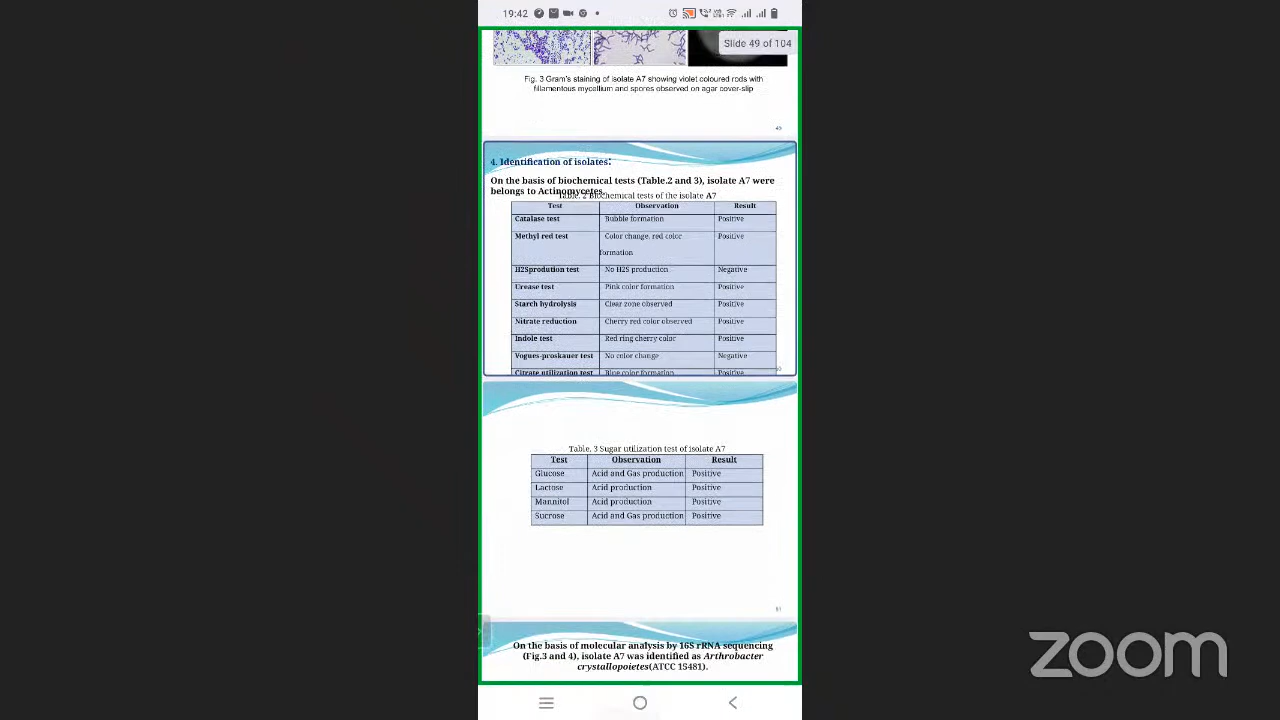 19:42
Slide 49 of 104
Fig. 3 Gram's staining of isolate A7 showing violet coloured rods with
fillamentous mycellium and spores observed on agar cover-slip
49
4. Identification of isolates:
On the basis of biochemical tests (Table.2 and 3), isolate A7 were
belongs to Actinomycetes.
Table. 2 Biochemical tests of the isolate A7
Test Observation Result
Catalase test Bubble formation Positive
Methyl red test Color change, red color Positive
formation
H2Sprodution test No H2S production Negative
Urease test Pink color formation Positive
Starch hydrolysis Clear zone observed Positive
Nitrate reduction Cherry red color observed Positive
Indole test Red ring cherry color Positive
Vogues-proskauer test No color change Negative
Citrate utilization test Blue color formation Positive
Table. 3 Sugar utilization test of isolate A7
Test Observation Result
Glucose Acid and Gas production Positive
Lactose Acid production Positive
Mannitol Acid production Positive
Sucrose Acid and Gas production Positive
51
On the basis of molecular analysis by 16S rRNA sequencing
(Fig.3 and 4), isolate A7 was identified as Arthrobacter
crystallopoietes(ATCC 15481).
zoom